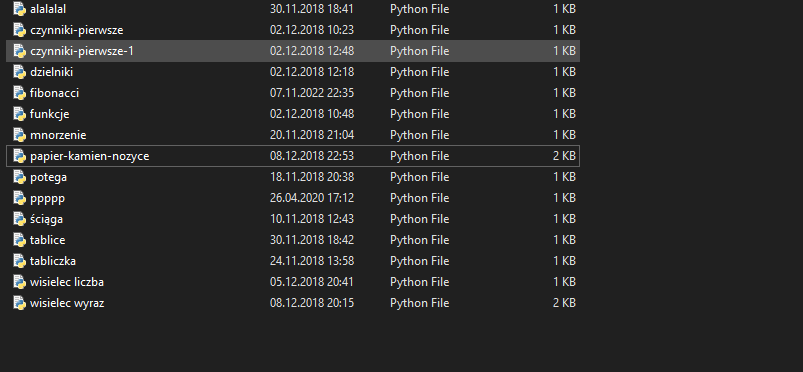 alalalal 30.11.2018 18:41 Python File 1 KB
czynniki-pierwsze 02.12.2018 10:23 Python File 1 KB
czynniki-pierwsze-1 02.12.2018 12:48 Python File 1 KB
dzielniki 02.12.2018 12:18 Python File 1 KB
fibonacci 07.11.2022 22:35 Python File 1 KB
funkcje 02.12.2018 10:48 Python File 1 KB
mnorzenie 20.11.2018 21:04 Python File 1 KB
papier-kamien-nozyce 08.12.2018 22:53 Python File 2 KB
potega 18.11.2018 20:38 Python File 1 KB
ppppp 26.04.2020 17:12 Python File 1 KB
ściąga 10.11.2018 12:43 Python File 1 KB
tablice 30.11.2018 18:42 Python File 1 KB
tabliczka 24.11.2018 13:58 Python File 1 KB
wisielec liczba 05.12.2018 20:41 Python File 1 KB
wisielec wyraz 08.12.2018 20:15 Python File 2 KB